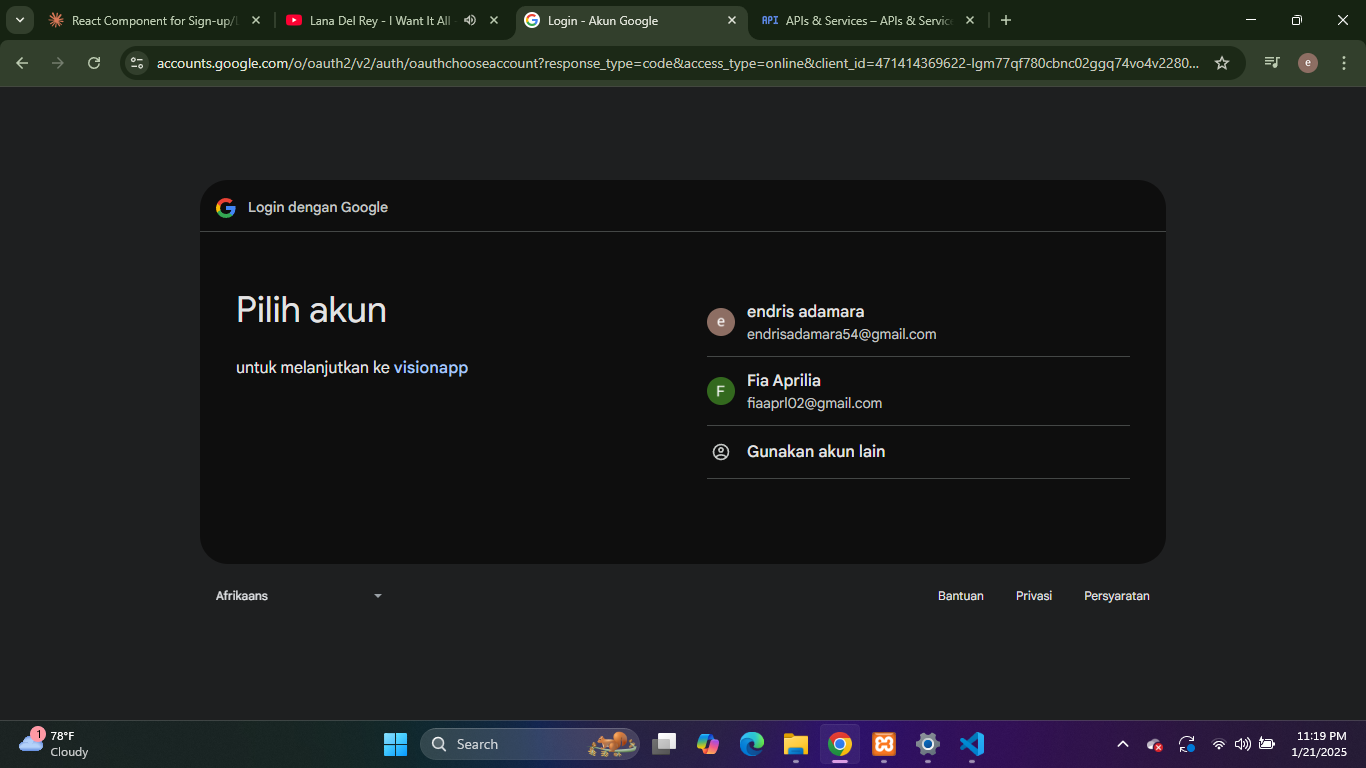 React Component for Sign-up/L
Lana Del Rey - I Want It All
Login - Akun Google
API APIs & Services – APIs & Service
accounts.google.com/o/oauth2/v2/auth/oauthchooseaccount?response_type=code&access_type=online&client_id=471414369622-lgm77qf780cbnc02ggq74vo4v2280...
e
Login dengan Google
Pilih akun
untuk melanjutkan ke visionapp
e
endris adamara
endrisadamara54@gmail.com
F
Fia Aprilia
fiaaprl02@gmail.com
Gunakan akun lain
Afrikaans
Bantuan
Privasi
Persyaratan
1
78°F
Cloudy
Search
11:19 PM
1/21/2025